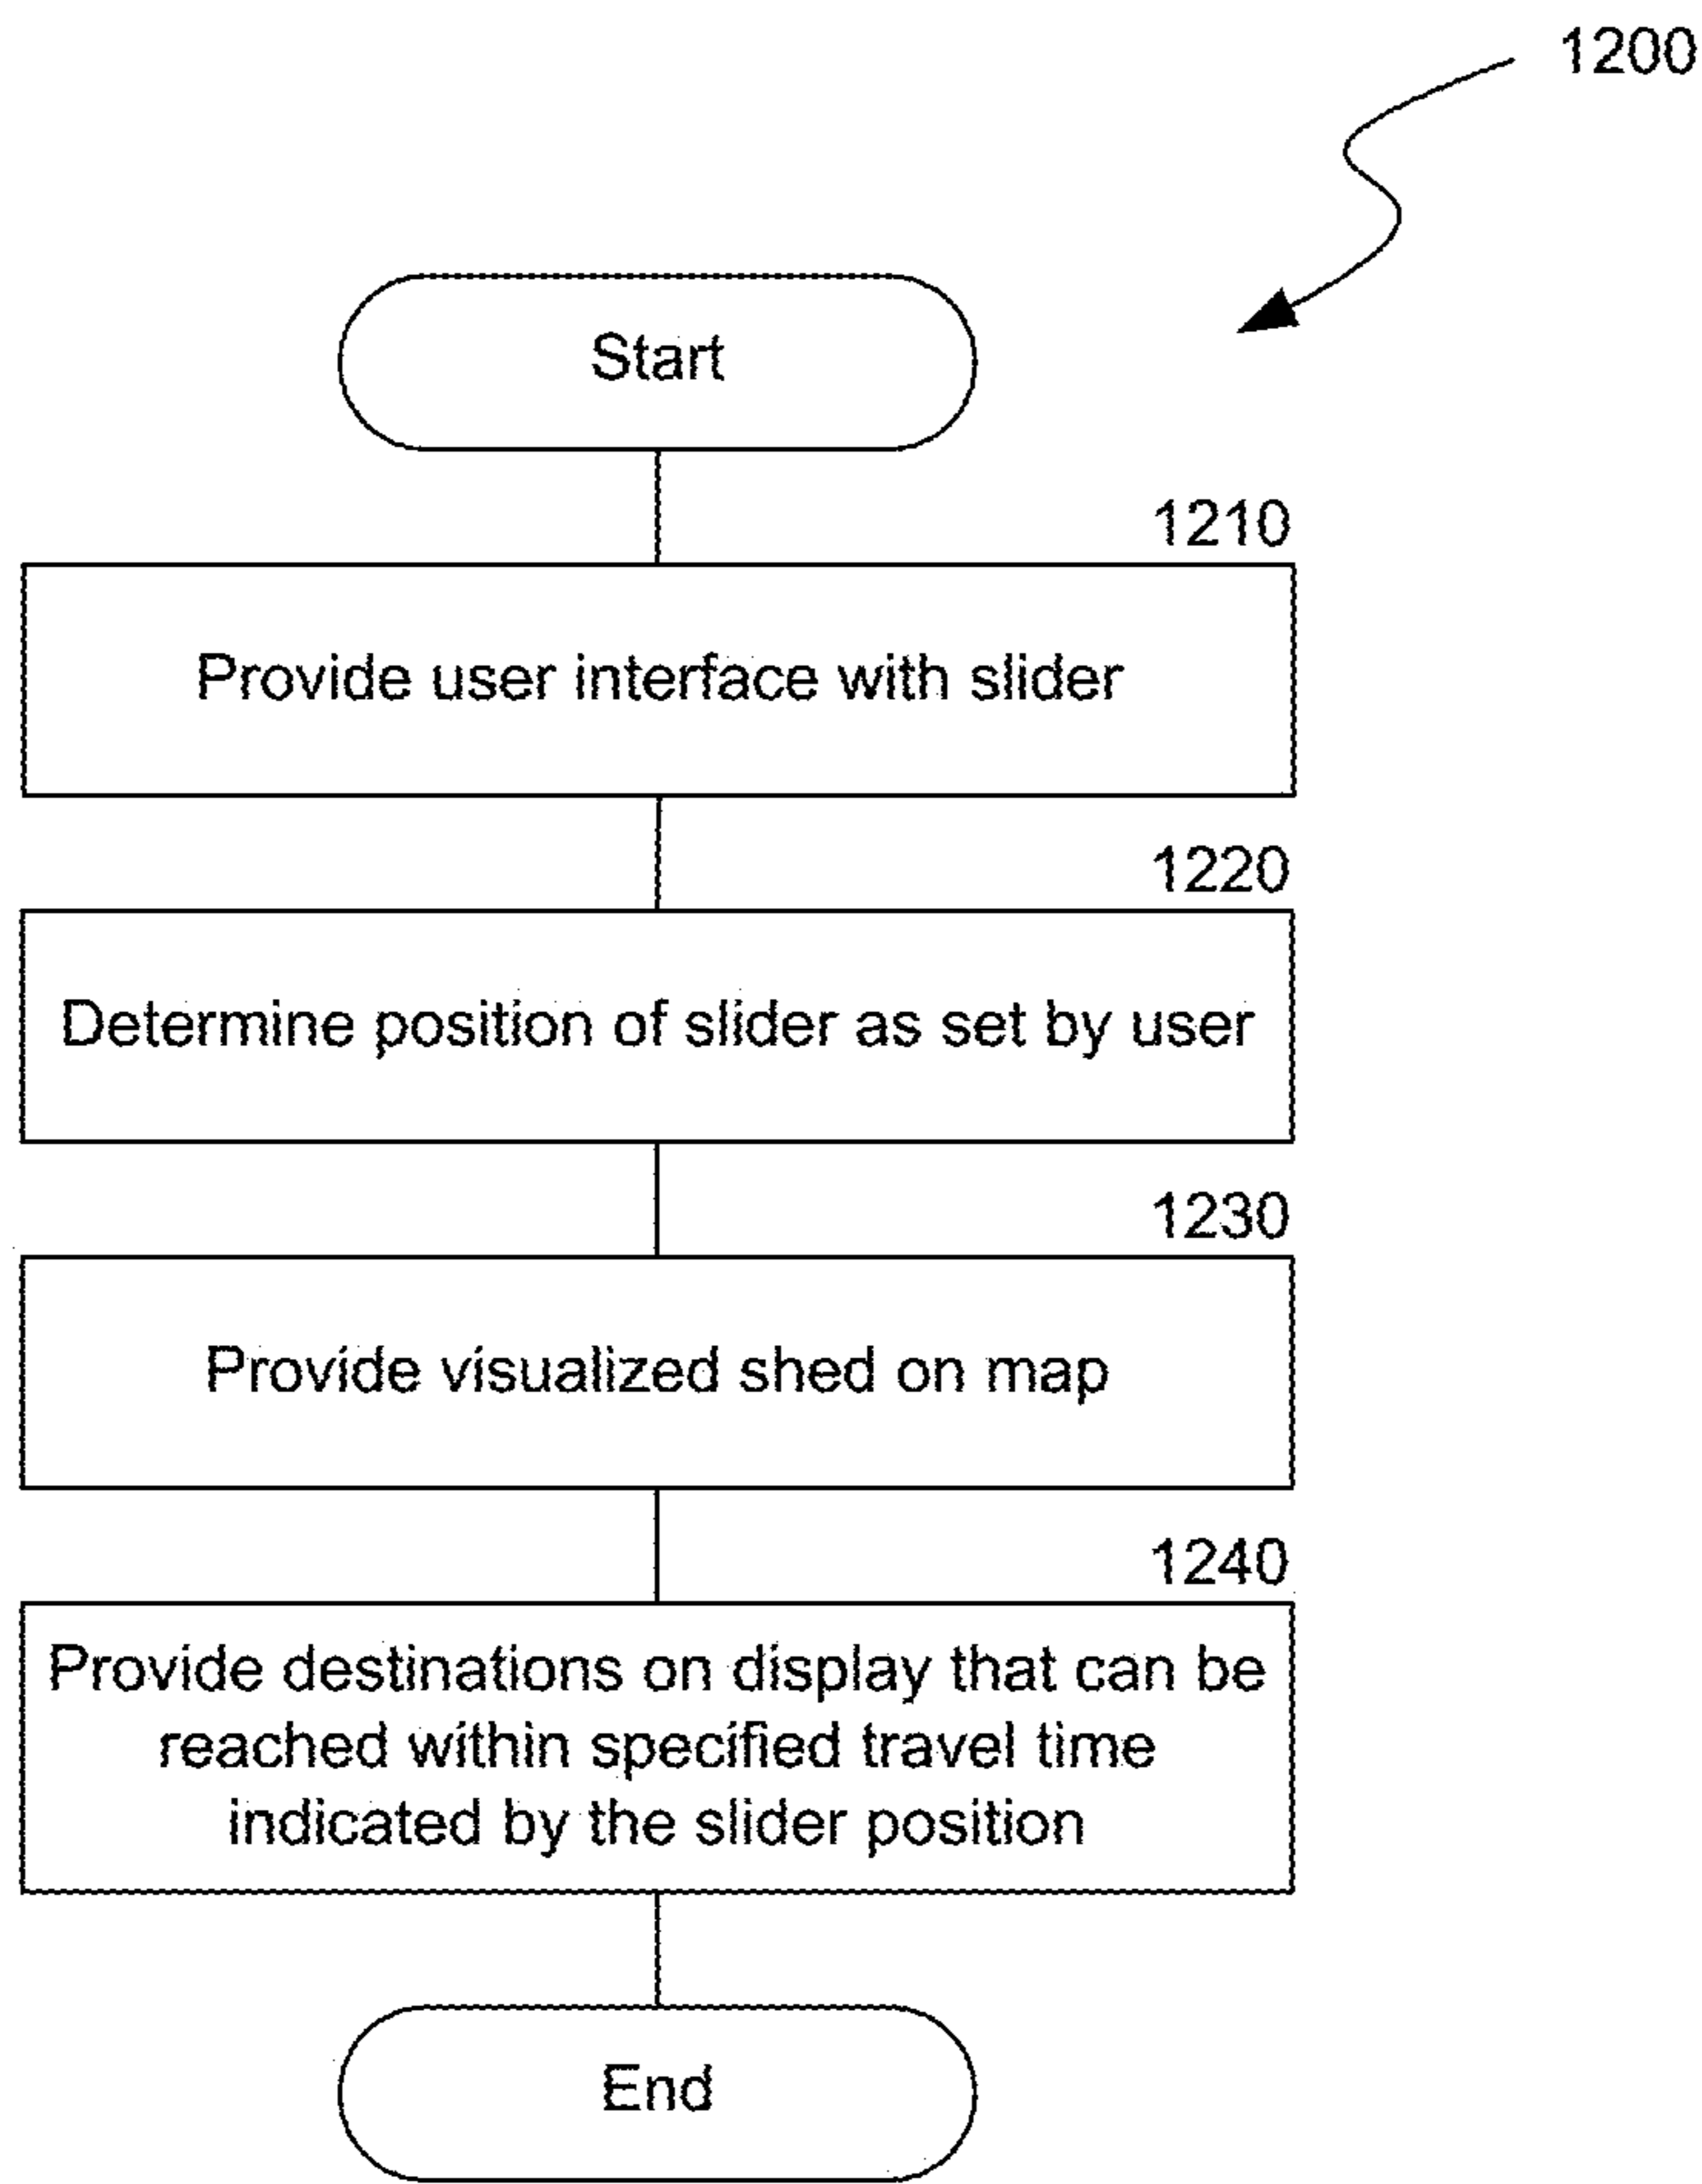 1200
Start
1210
Provide user interface with slider
1220
Determine position of slider as set by user
1230
Provide visualized shed on map
1240
Provide destinations on display that can be
reached within specified travel time
indicated by the slider position
End